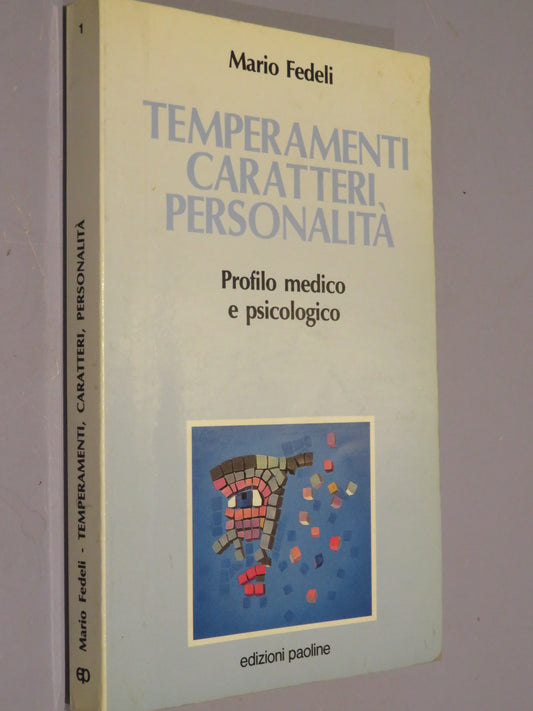 1
Mario Fedeli - TEMPERAMENTI, CARATTERI, PERSONALITÀ
Mario Fedeli
TEMPERAMENTI
CARATTERI
PERSONALITÀ
Profilo medico
e psicologico
edizioni paoline